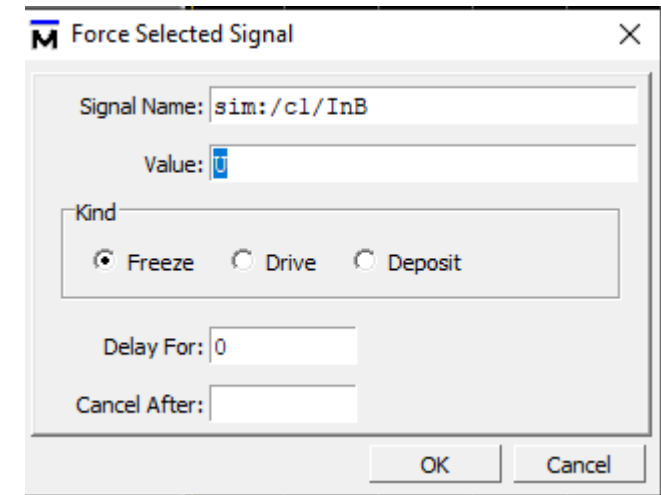 Force Selected Signal
Signal Name: sim:/cl/InB
Value: U
Kind
Freeze Drive Deposit
Delay For: 0
Cancel After:
OK Cancel